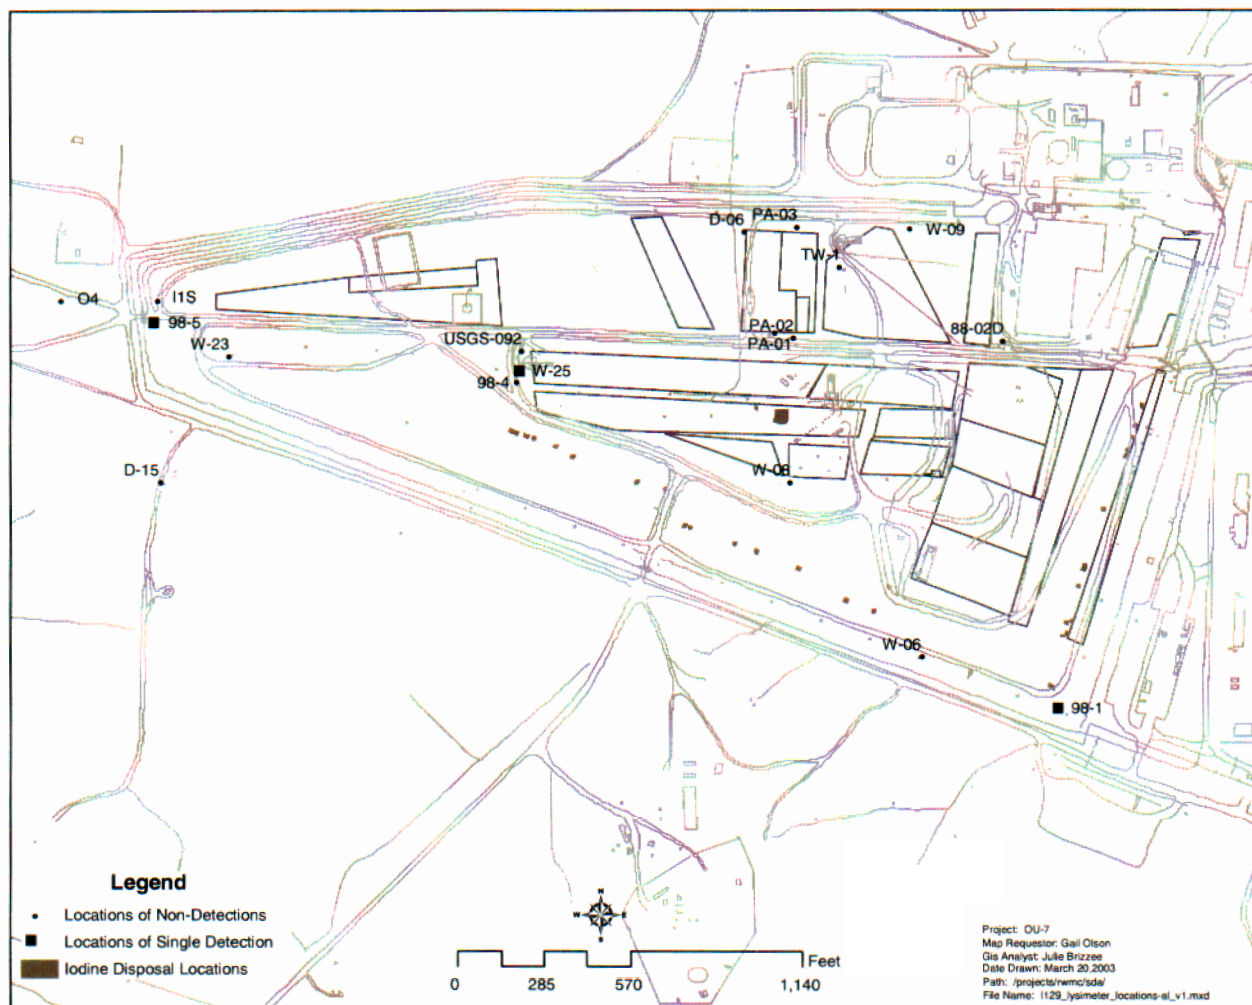 PA-03
D-06
W-09
TW-1
O4
I1S
98-5
PA-02
88-02D
W-23
USGS-092
PA-01
W-25
98-4
D-15
W-08
W-06
98-1
Legend
Locations of Non-Detections
Locations of Single Detection
Iodine Disposal Locations
N
W
E
S
Feet
0
285
570
1,140
Project: OU-7
Map Requestor: Gail Olson
Gis Analyst: Julie Brizzee
Date Drawn: March 20,2003
Path: /projects/rwmc/sda/
File Name: I129_lysimeter_locations-al_v1.mxd